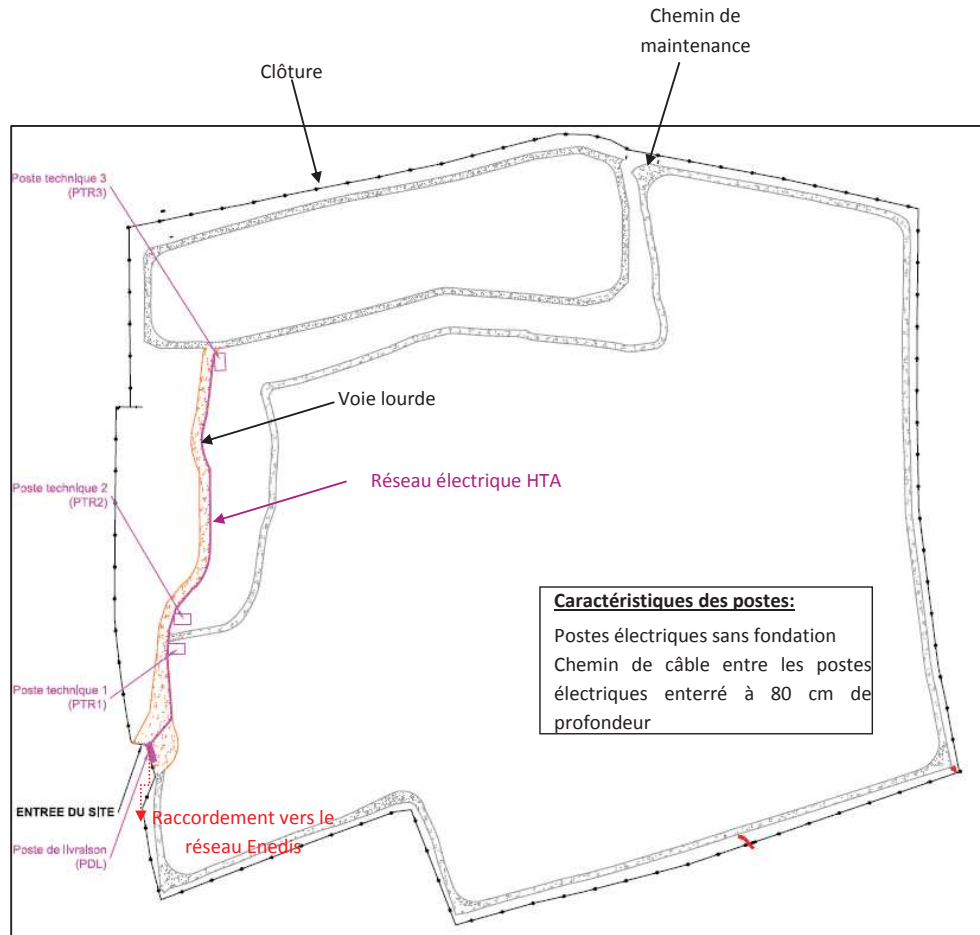 Chemin de
maintenance
Clôture
Poste technique 3
(PTR3)
Voie lourde
Réseau électrique HTA
Poste technique 2
(PTR2)
Caractéristiques des postes:
Postes électriques sans fondation
Chemin de câble entre les postes
électriques enterré à 80 cm de
profondeur
Poste technique 1
(PTR1)
ENTREE DU SITE
Raccordement vers le
réseau Enedis
Poste de livraison
(PDL)